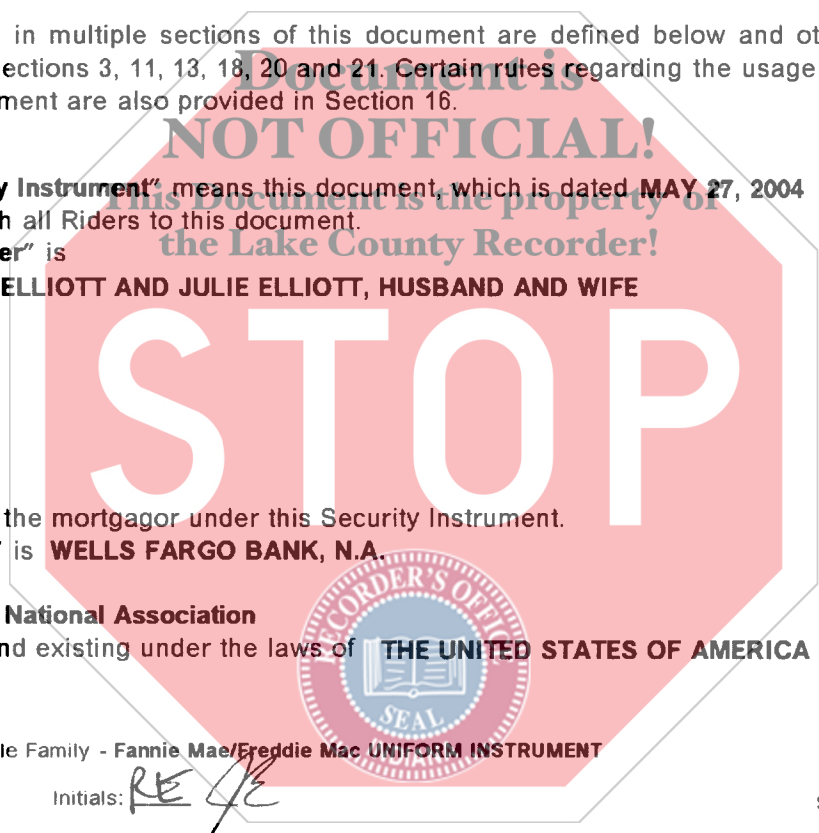 in multiple sections of this document are defined below and ot
ections 3, 11, 13, 18, 20 and 21. Certain rules regarding the usage
Document is
ment are also provided in Section 16.
NOT OFFICIAL!
y Instrument" means this document, which is dated MAY 27, 2004
This Document is the property of
h all Riders to this document.
the Lake County Recorder!
er" is
ELLIOTT AND JULIE ELLIOTT, HUSBAND AND WIFE
STOP
the mortgagor under this Security Instrument.
is WELLS FARGO BANK, N.A.
National Association
nd existing under the laws of THE UNITED STATES OF AMERICA
RECORDER'S OFFICE
SEAL
INDIANA
le Family - Fannie Mae/Freddie Mac UNIFORM INSTRUMENT
Initials: RE JE